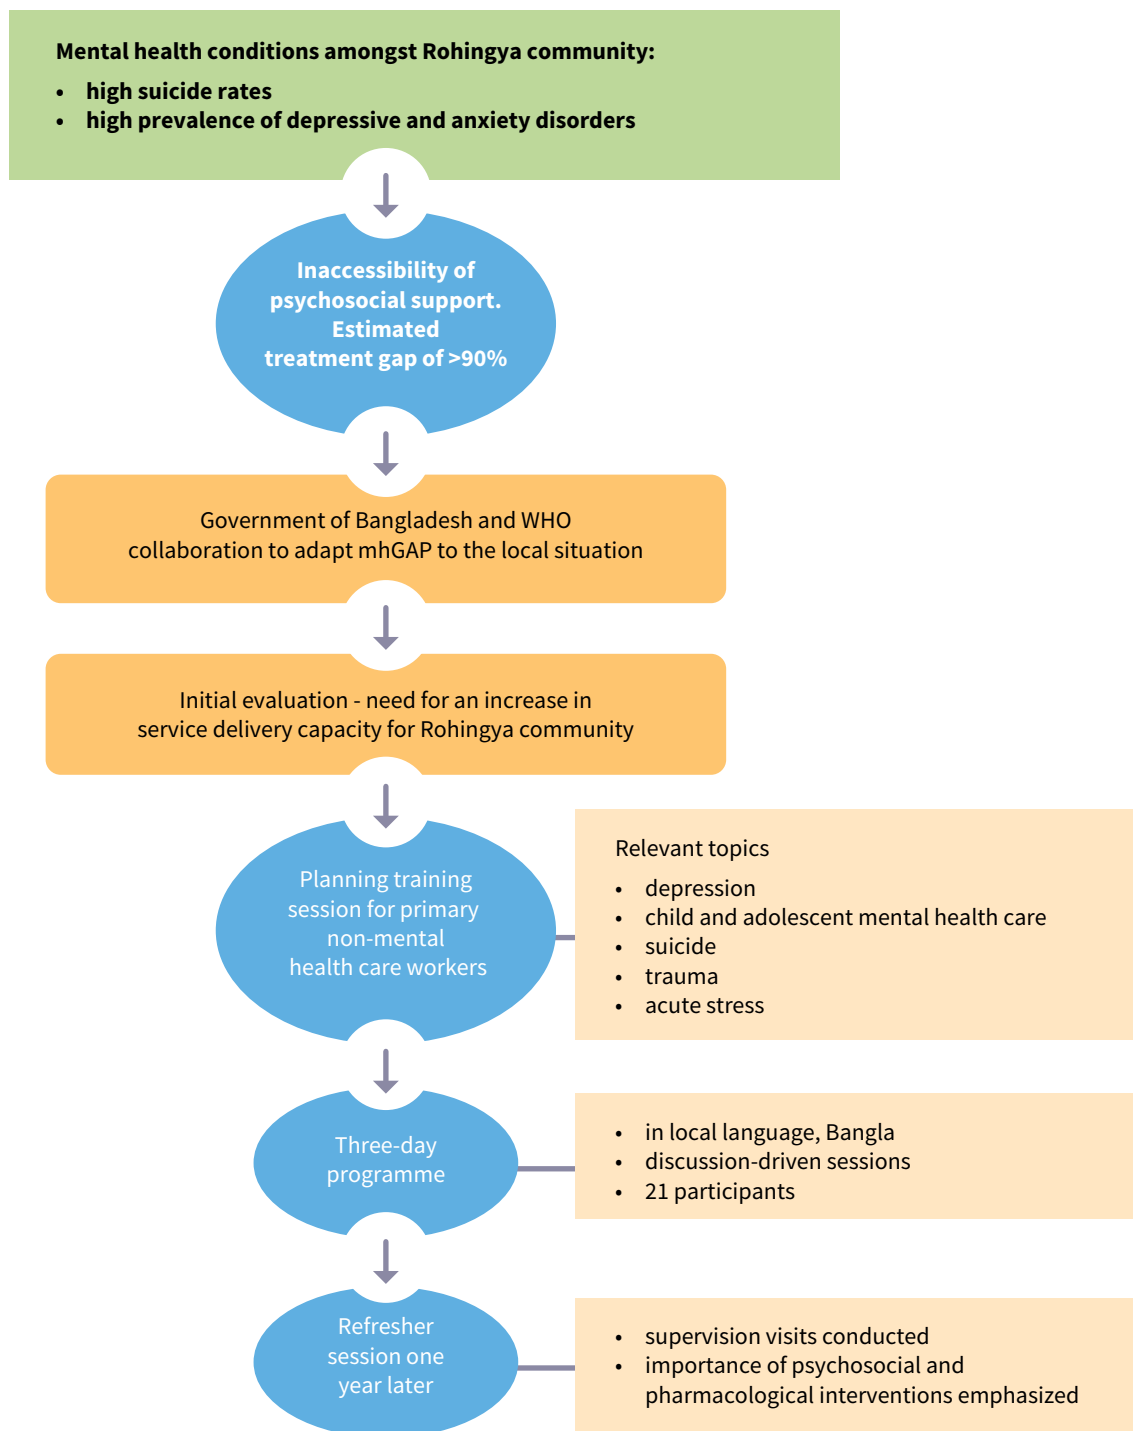 Mental health conditions amongst Rohingya community:
• high suicide rates
• high prevalence of depressive and anxiety disorders
Inaccessibility of
psychosocial support.
Estimated
treatment gap of >90%
Government of Bangladesh and WHO
collaboration to adapt mhGAP to the local situation
Initial evaluation - need for an increase in
service delivery capacity for Rohingya community
Planning training
session for primary
non-mental
health care workers
Relevant topics
• depression
• child and adolescent mental health care
• suicide
• trauma
• acute stress
Three-day
programme
• in local language, Bangla
• discussion-driven sessions
• 21 participants
Refresher
session one
year later
• supervision visits conducted
• importance of psychosocial and
pharmacological interventions emphasized